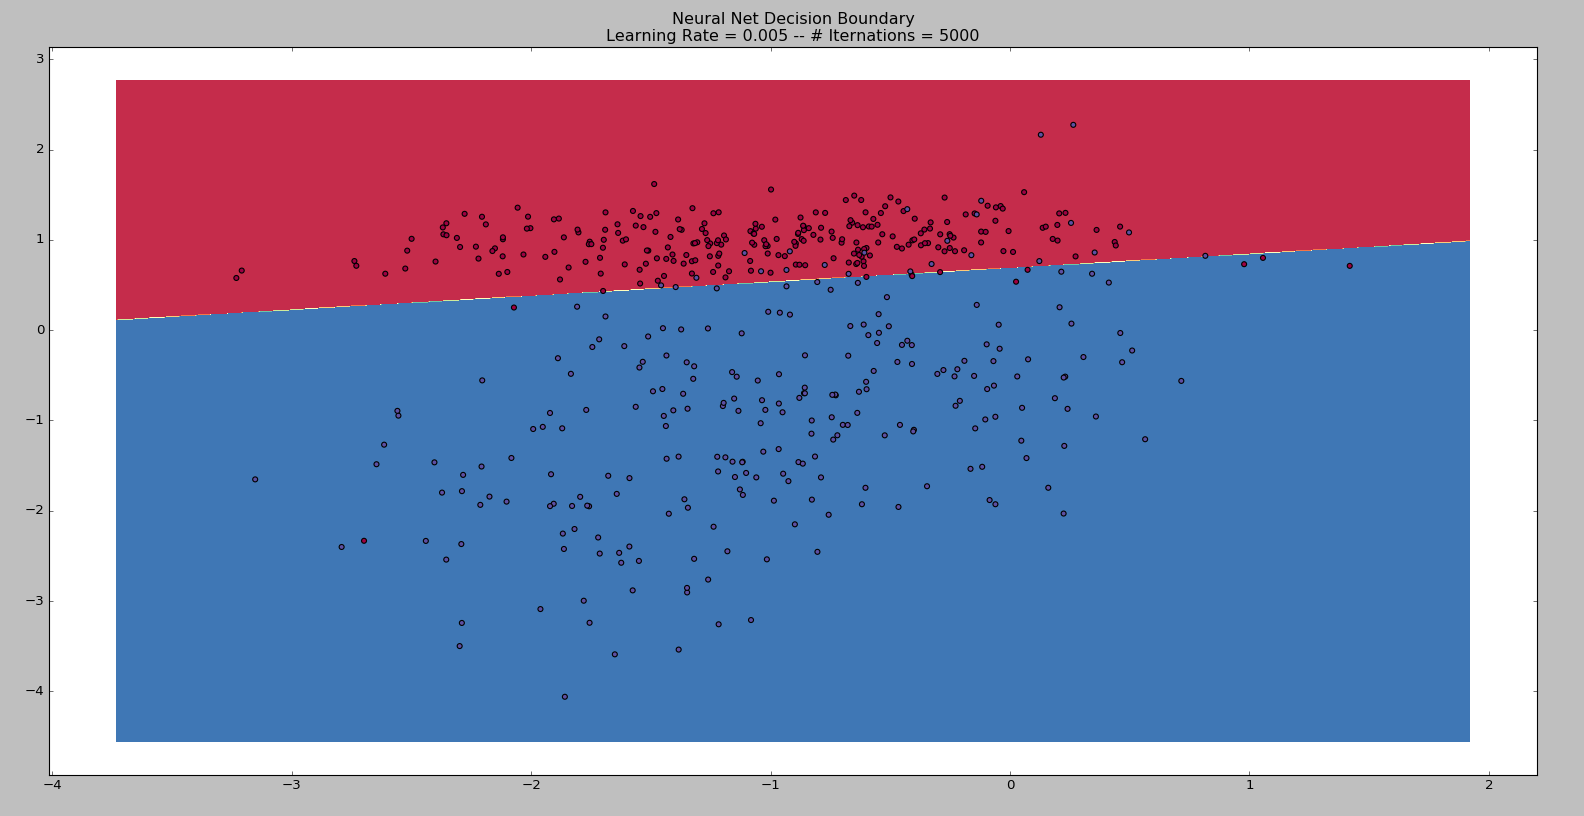 Neural Net Decision Boundary
Learning Rate = 0.005 -- # Iternations = 5000
3
2
1
0
−1
−2
−3
−4
−4 −3 −2 −1 0 1 2